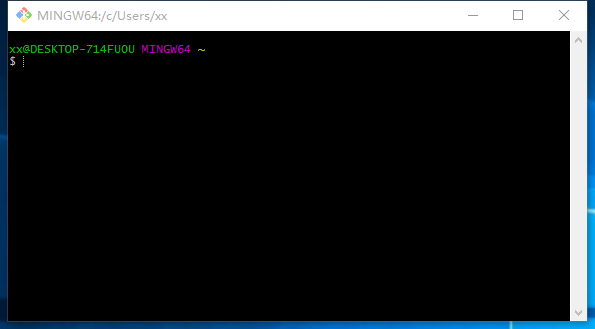 MINGW64:/c/Users/xx
xx@DESKTOP-714FUOU MINGW64 ~
$